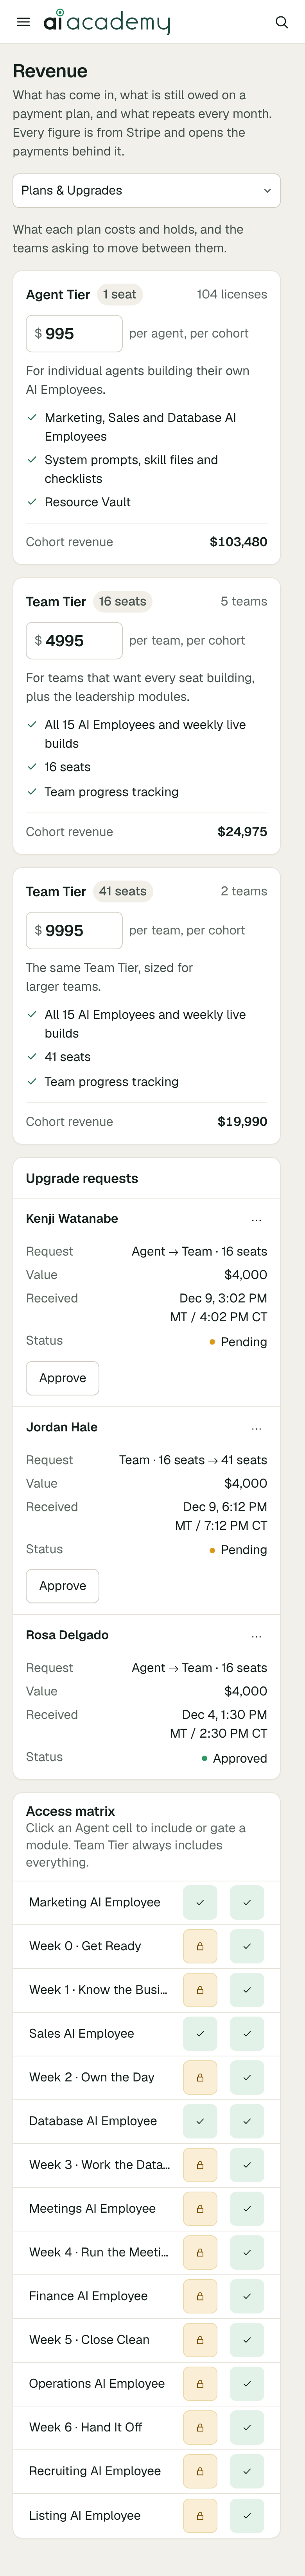 ai academy
Revenue
What has come in, what is still owed on a
payment plan, and what repeats every month.
Every figure is from Stripe and opens the
payments behind it.
Plans & Upgrades
What each plan costs and holds, and the
teams asking to move between them.
Agent Tier 1 seat 104 licenses
$ 995 per agent, per cohort
For individual agents building their own
AI Employees.
Marketing, Sales and Database AI
Employees
System prompts, skill files and
checklists
Resource Vault
Cohort revenue $103,480
Team Tier 16 seats 5 teams
$ 4995 per team, per cohort
For teams that want every seat building,
plus the leadership modules.
All 15 AI Employees and weekly live
builds
16 seats
Team progress tracking
Cohort revenue $24,975
Team Tier 41 seats 2 teams
$ 9995 per team, per cohort
The same Team Tier, sized for
larger teams.
All 15 AI Employees and weekly live
builds
41 seats
Team progress tracking
Cohort revenue $19,990
Upgrade requests
Kenji Watanabe ...
Request Agent → Team · 16 seats
Value $4,000
Received Dec 9, 3:02 PM
MT / 4:02 PM CT
Status Pending
Approve
Jordan Hale ...
Request Team · 16 seats → 41 seats
Value $4,000
Received Dec 9, 6:12 PM
MT / 7:12 PM CT
Status Pending
Approve
Rosa Delgado ...
Request Agent → Team · 16 seats
Value $4,000
Received Dec 4, 1:30 PM
MT / 2:30 PM CT
Status Approved
Access matrix
Click an Agent cell to include or gate a
module. Team Tier always includes
everything.
Marketing AI Employee
Week 0 · Get Ready
Week 1 · Know the Busi...
Sales AI Employee
Week 2 · Own the Day
Database AI Employee
Week 3 · Work the Data...
Meetings AI Employee
Week 4 · Run the Meeti...
Finance AI Employee
Week 5 · Close Clean
Operations AI Employee
Week 6 · Hand It Off
Recruiting AI Employee
Listing AI Employee